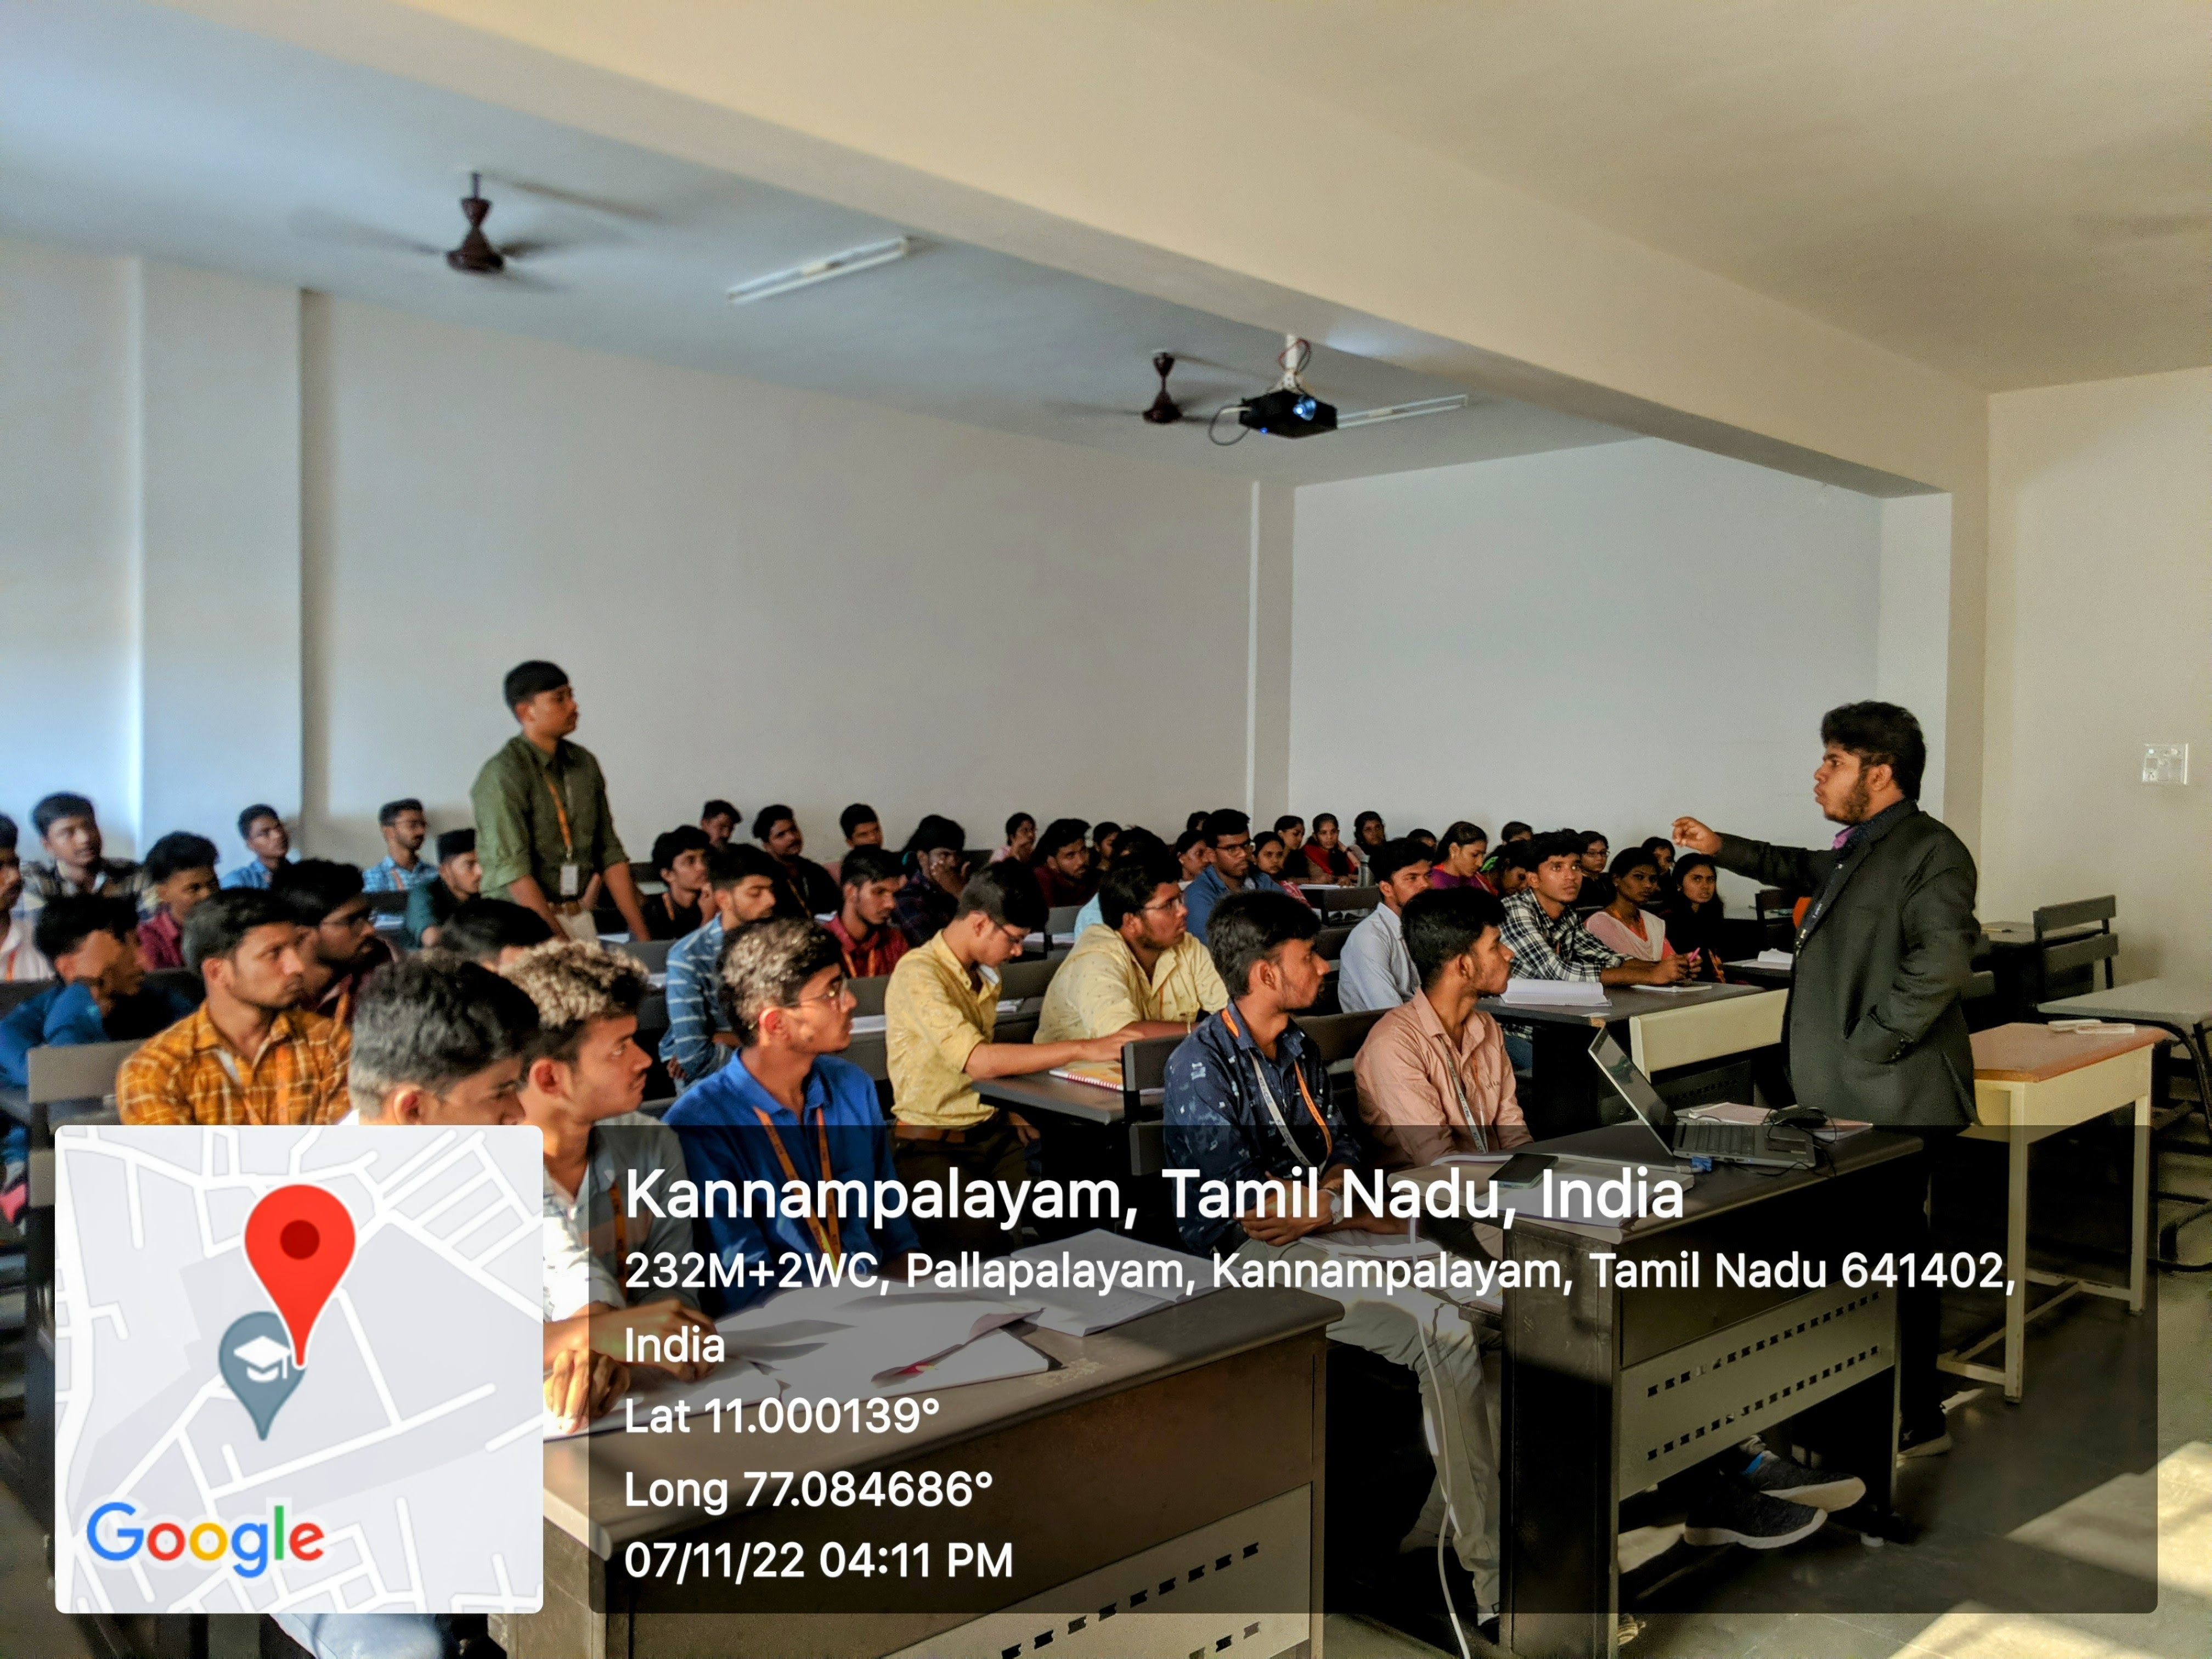 Kannampalayam, Tamil Nadu, India
232M+2WC, Pallapalayam, Kannampalayam, Tamil Nadu 641402,
India
Lat 11.000139°
Long 77.084686°
07/11/22 04:11 PM
Google